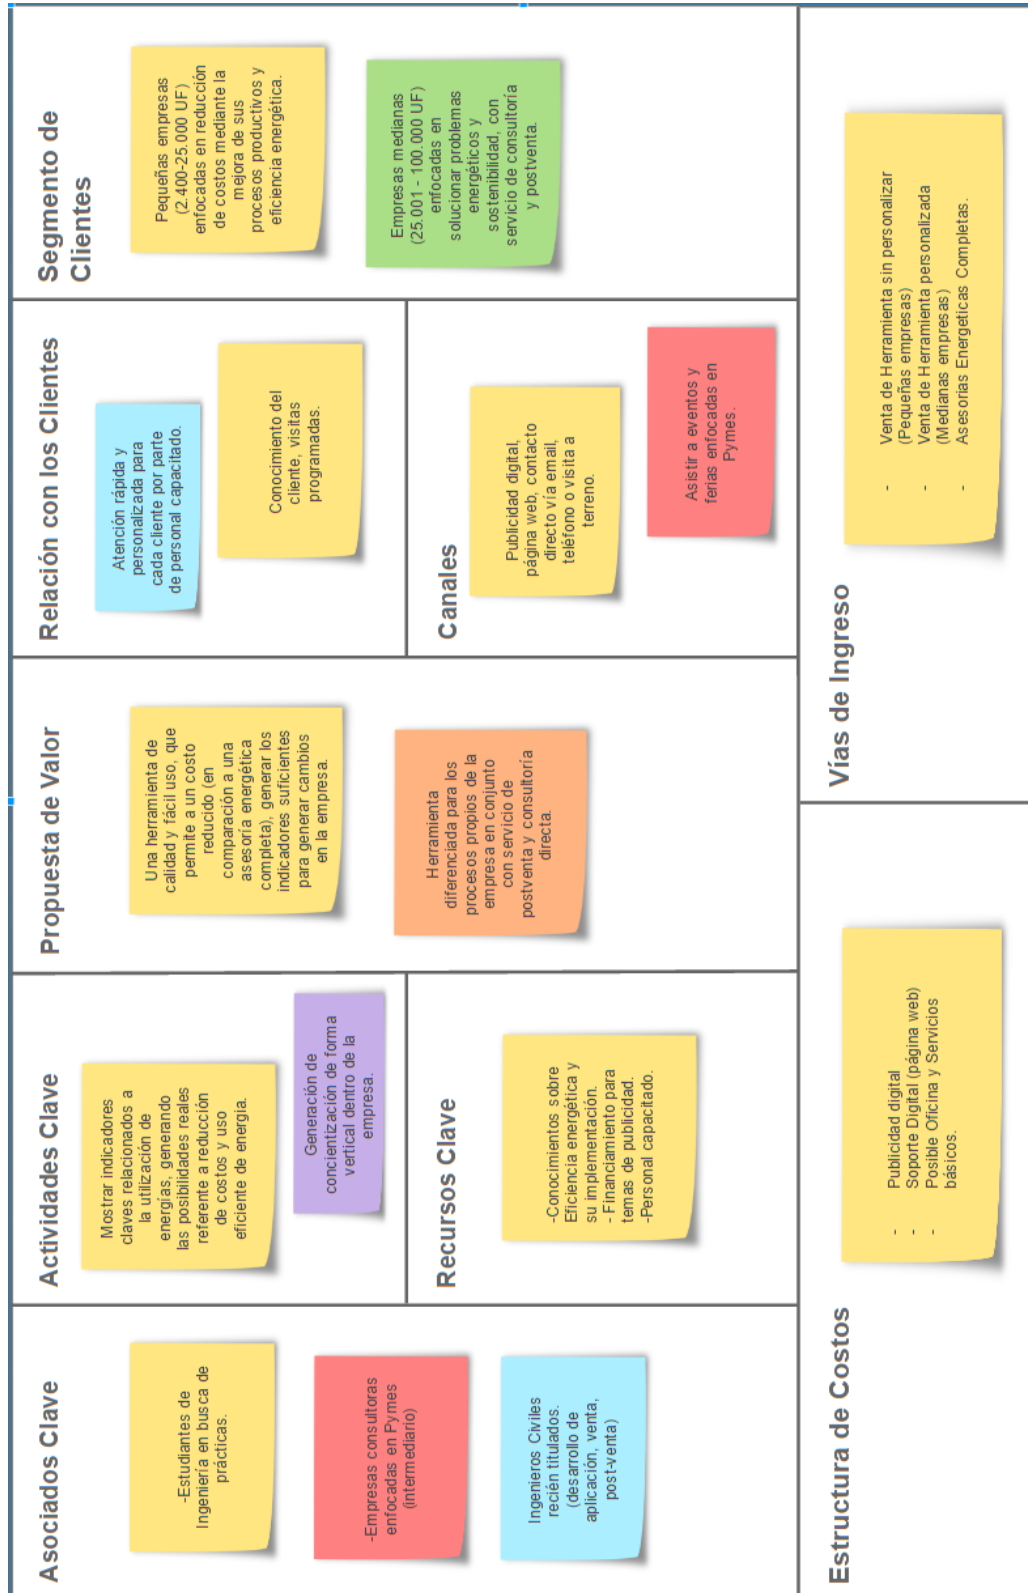 Asociados Clave
-Estudiantes de
Ingeniería en busca de
prácticas.
-Empresas consultoras
enfocadas en Pymes
(intermediario)
Ingenieros Civiles
recién titulados.
(desarrollo de
aplicación, venta,
post-venta)
Actividades Clave
Mostrar indicadores
claves relacionados a
la utilización de
energías, generando
las posibilidades reales
referente a reducción
de costos y uso
eficiente de energia.
Generación de
concientización de forma
vertical dentro de la
empresa.
Recursos Clave
-Conocimientos sobre
Eficiencia energética y
su implementación.
- Financiamiento para
temas de publicidad.
-Personal capacitado.
Propuesta de Valor
Una herramienta de
calidad y fácil uso, que
permite a un costo
reducido (en
comparación a una
asesoría energética
completa), generar los
indicadores suficientes
para generar cambios
en la empresa.
Herramienta
diferenciada para los
procesos propios de la
empresa en conjunto
con servicio de
postventa y consultoría
directa.
Relación con los Clientes
Atención rápida y
personalizada para
cada cliente por parte
de personal capacitado.
Conocimiento del
cliente, visitas
programadas.
Canales
Publicidad digital,
página web, contacto
directo vía email,
teléfono o visita a
terreno.
Asistir a eventos y
ferias enfocadas en
Pymes.
Segmento de
Clientes
Pequeñas empresas
(2.400-25.000 UF)
enfocadas en reducción
de costos mediante la
mejora de sus
procesos productivos y
eficiencia energética.
Empresas medianas
(25.001 - 100.000 UF)
enfocadas en
solucionar problemas
energéticos y
sostenibilidad, con
servicio de consultoría
y postventa.
Estructura de Costos
- Publicidad digital
- Soporte Digital (página web)
- Posible Oficina y Servicios
básicos.
Vías de Ingreso
- Venta de Herramienta sin personalizar
(Pequeñas empresas)
- Venta de Herramienta personalizada
(Medianas empresas)
- Asesorias Energeticas Completas.